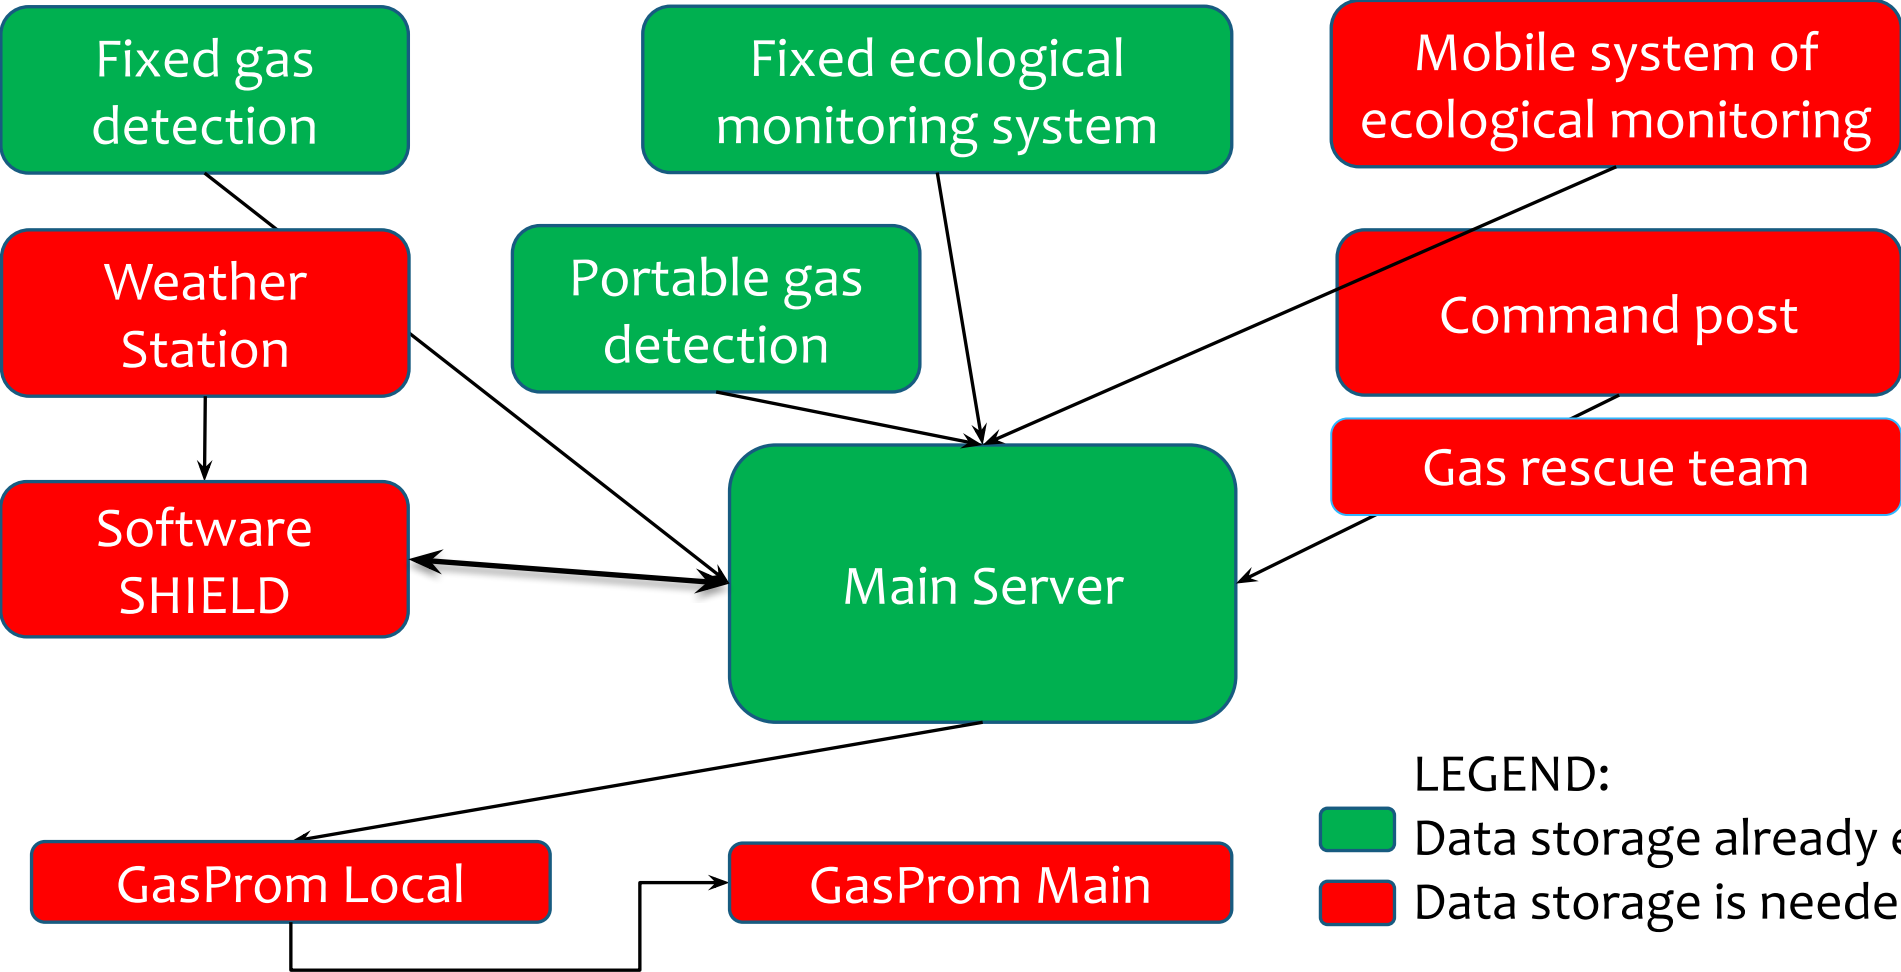 Fixed gas
detection
Fixed ecological
monitoring system
Mobile system of
ecological monitoring
Weather
Station
Portable gas
detection
Command post
Gas rescue team
Software
SHIELD
Main Server
LEGEND:
Data storage already
Data storage is
GasProm Local
GasProm Main